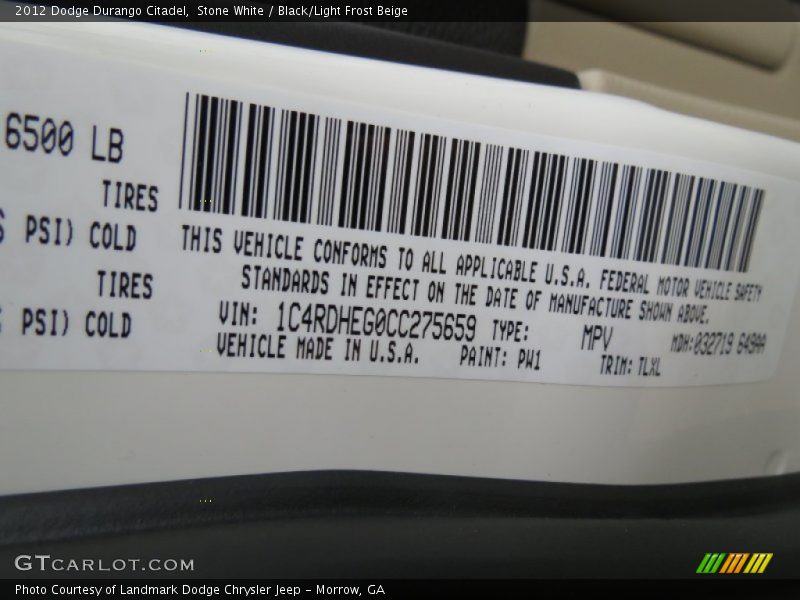 2012 Dodge Durango Citadel, Stone White / Black/Light Frost Beige
6500 LB
TIRES
PSI) COLD
TIRES
PSI) COLD
THIS VEHICLE CONFORMS TO ALL APPLICABLE U.S.A. FEDERAL MOTOR VEHICLE SAFETY
STANDARDS IN EFFECT ON THE DATE OF MANUFACTURE SHOWN ABOVE.
VIN: 1C4RDHEG0CC275659 TYPE: MPV MDH:032719 649AA
VEHICLE MADE IN U.S.A. PAINT: PW1 TRIM: TLXL
GTCARLOT.COM
Photo Courtesy of Landmark Dodge Chrysler Jeep - Morrow, GA